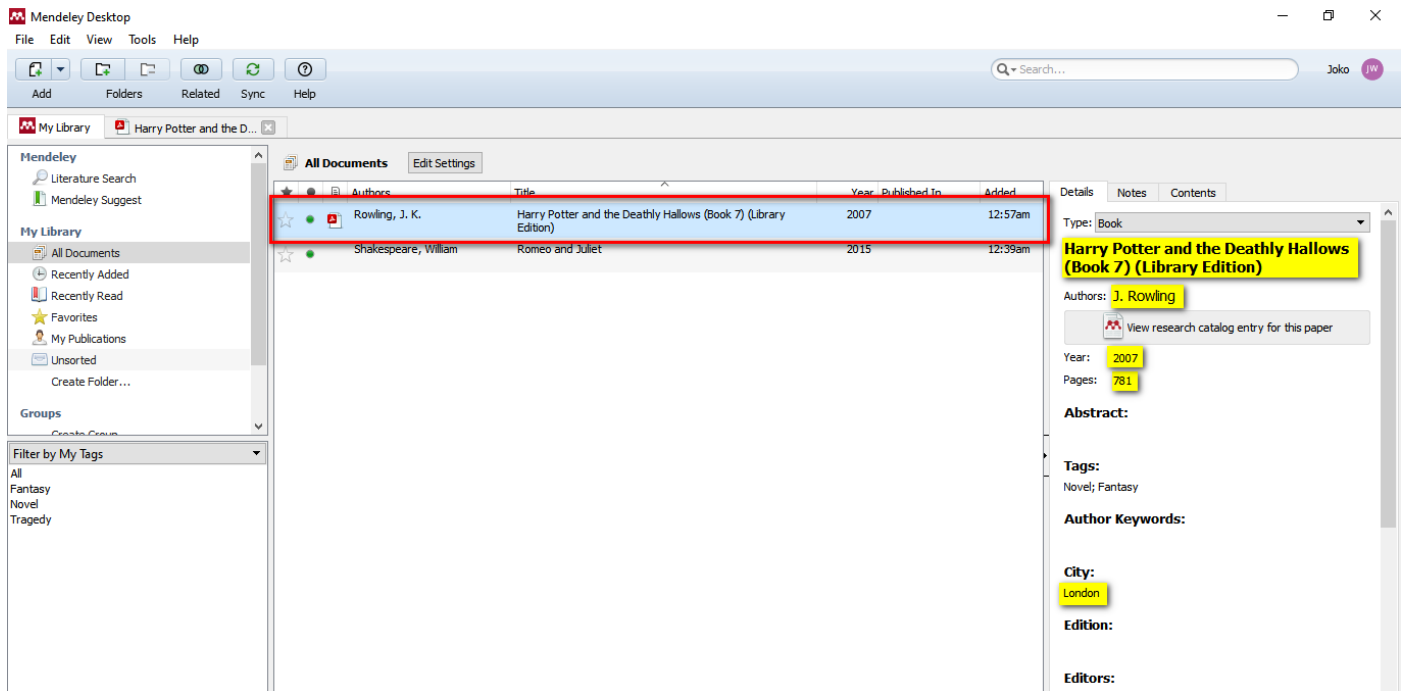 Mendeley Desktop
File Edit View Tools Help
Search...
Joko JW
Add Folders Related Sync Help
My Library Harry Potter and the D...
Mendeley
Literature Search
Mendeley Suggest
My Library
All Documents
Recently Added
Recently Read
Favorites
My Publications
Unsorted
Create Folder...
Groups
Create Group...
Filter by My Tags
All
Fantasy
Novel
Tragedy
All Documents Edit Settings
Authors Title Year Published In Added
Rowling, J. K. Harry Potter and the Deathly Hallows (Book 7) (Library 2007 12:57am
Edition)
Shakespeare, William Romeo and Juliet 2015 12:39am
Details Notes Contents
Type: Book
Harry Potter and the Deathly Hallows
(Book 7) (Library Edition)
Authors: J. Rowling
View research catalog entry for this paper
Year: 2007
Pages: 781
Abstract:
Tags:
Novel; Fantasy
Author Keywords:
City:
London
Edition:
Editors: